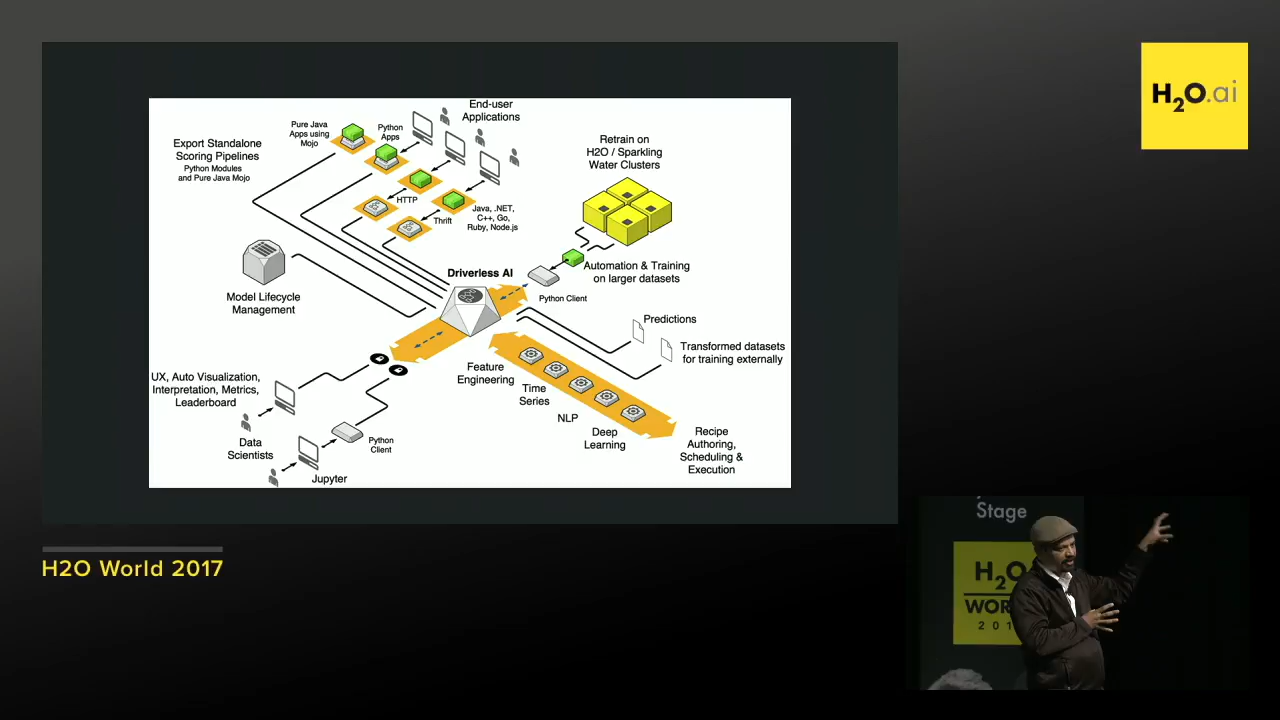 H2O.ai
End-user
Applications
Pure Java
Apps using
Mojo
Python
Apps
Export Standalone
Scoring Pipelines
Python Modules
and Pure Java Mojo
Retrain on
H2O / Sparkling
Water Clusters
HTTP
Thrift
Java, .NET,
C++, Go,
Ruby, Node.js
Driverless AI
Automation & Training
on larger datasets
Python Client
Model Lifecycle
Management
Predictions
Transformed datasets
for training externally
Feature
Engineering
Time
Series
NLP
Deep
Learning
Recipe
Authoring,
Scheduling &
Execution
UX, Auto Visualization,
Interpretation, Metrics,
Leaderboard
Data
Scientists
Python
Client
Jupyter
H2O World 2017
Stage
H2O
WOR
201